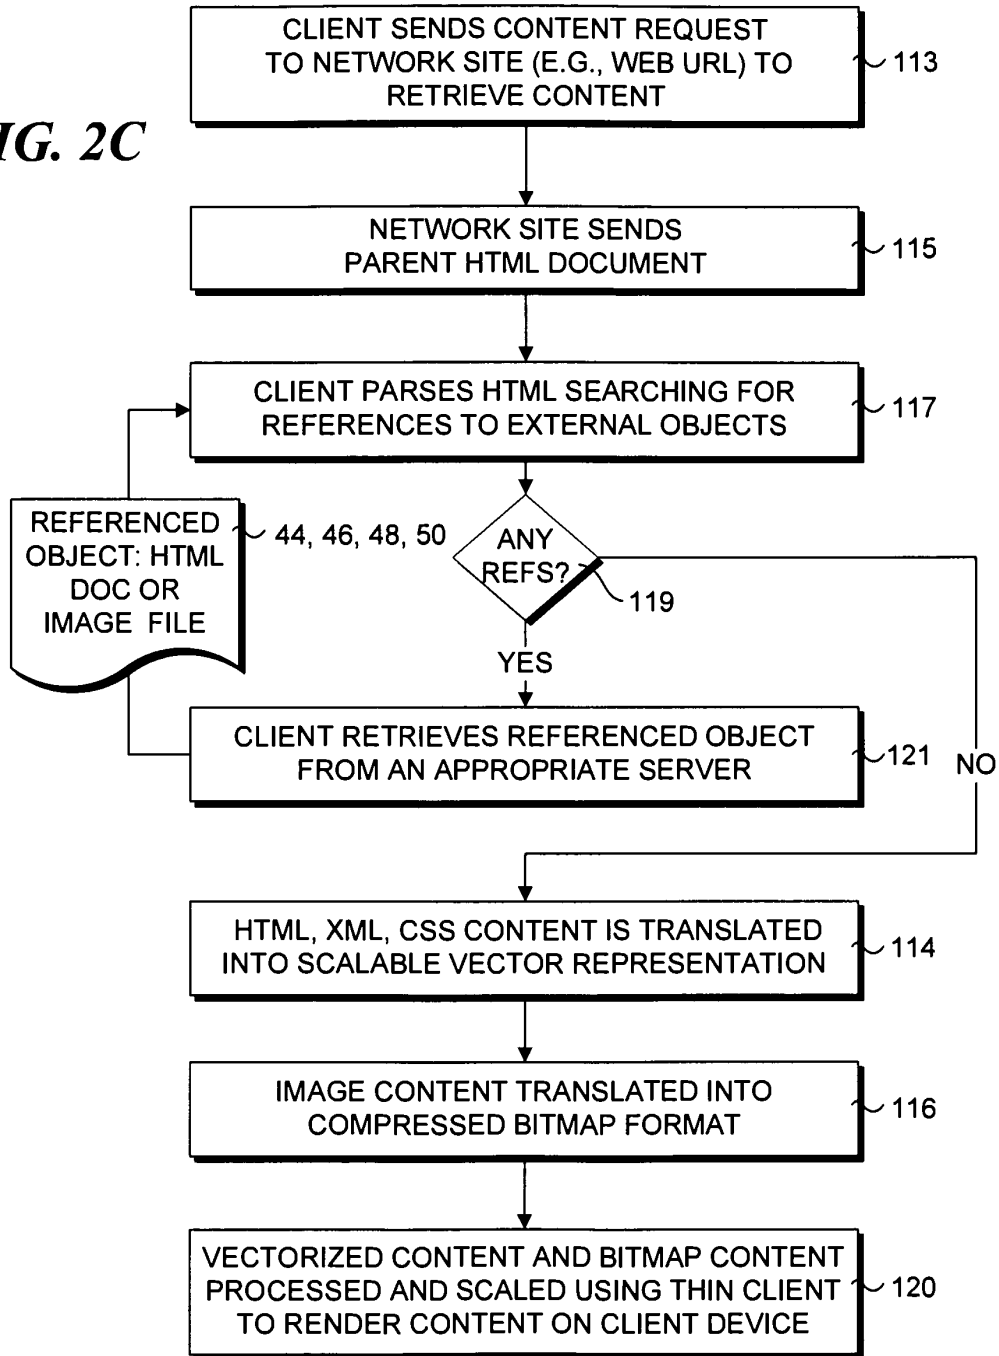 CLIENT SENDS CONTENT REQUEST
TO NETWORK SITE (E.G., WEB URL) TO
RETRIEVE CONTENT
113
IG. 2C
NETWORK SITE SENDS
PARENT HTML DOCUMENT
115
CLIENT PARSES HTML SEARCHING FOR
REFERENCES TO EXTERNAL OBJECTS
117
REFERENCED
OBJECT: HTML
DOC OR
IMAGE FILE
44, 46, 48, 50
ANY
REFS?
119
YES
CLIENT RETRIEVES REFERENCED OBJECT
FROM AN APPROPRIATE SERVER
121
NO
HTML, XML, CSS CONTENT IS TRANSLATED
INTO SCALABLE VECTOR REPRESENTATION
114
IMAGE CONTENT TRANSLATED INTO
COMPRESSED BITMAP FORMAT
116
VECTORIZED CONTENT AND BITMAP CONTENT
PROCESSED AND SCALED USING THIN CLIENT
TO RENDER CONTENT ON CLIENT DEVICE
120